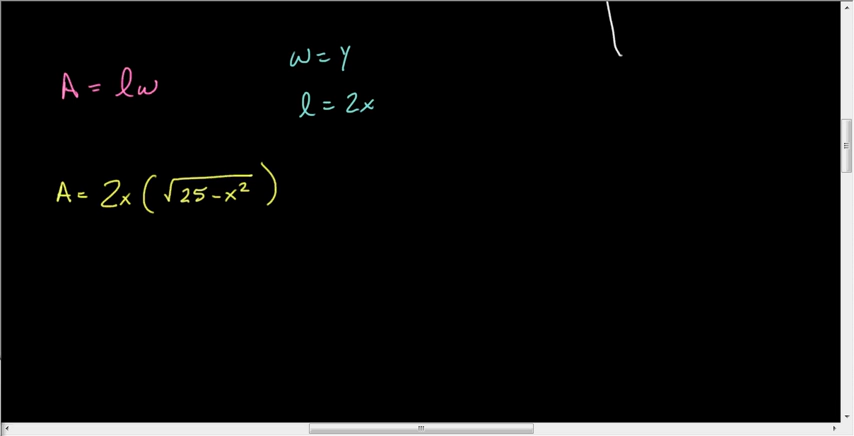 A = lw
w = y
l = 2x
A = 2x(√25-x²)